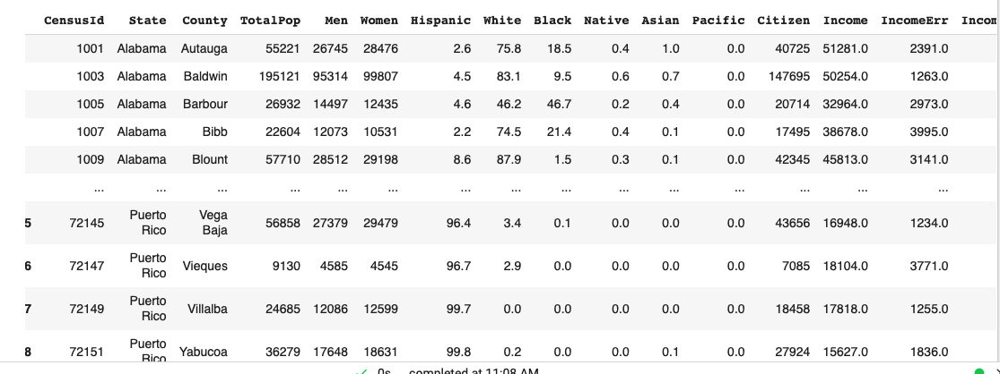 CensusId State County TotalPop Men Women Hispanic White Black Native Asian Pacific Citizen Income IncomeErr Incom
1001 Alabama Autauga 55221 26745 28476 2.6 75.8 18.5 0.4 1.0 0.0 40725 51281.0 2391.0
1003 Alabama Baldwin 195121 95314 99807 4.5 83.1 9.5 0.6 0.7 0.0 147695 50254.0 1263.0
1005 Alabama Barbour 26932 14497 12435 4.6 46.2 46.7 0.2 0.4 0.0 20714 32964.0 2973.0
1007 Alabama Bibb 22604 12073 10531 2.2 74.5 21.4 0.4 0.1 0.0 17495 38678.0 3995.0
1009 Alabama Blount 57710 28512 29198 8.6 87.9 1.5 0.3 0.1 0.0 42345 45813.0 3141.0
... ... ... ... ... ... ... ... ... ... ... ... ... ... ...
5 72145 Puerto Rico Vega Baja 56858 27379 29479 96.4 3.4 0.1 0.0 0.0 0.0 43656 16948.0 1234.0
6 72147 Puerto Rico Vieques 9130 4585 4545 96.7 2.9 0.0 0.0 0.0 0.0 7085 18104.0 3771.0
7 72149 Puerto Rico Villalba 24685 12086 12599 99.7 0.0 0.0 0.0 0.0 0.0 18458 17818.0 1255.0
8 72151 Puerto Rico Yabucoa 36279 17648 18631 99.8 0.2 0.0 0.0 0.1 0.0 27924 15627.0 1836.0
0s completed at 11:08 AM